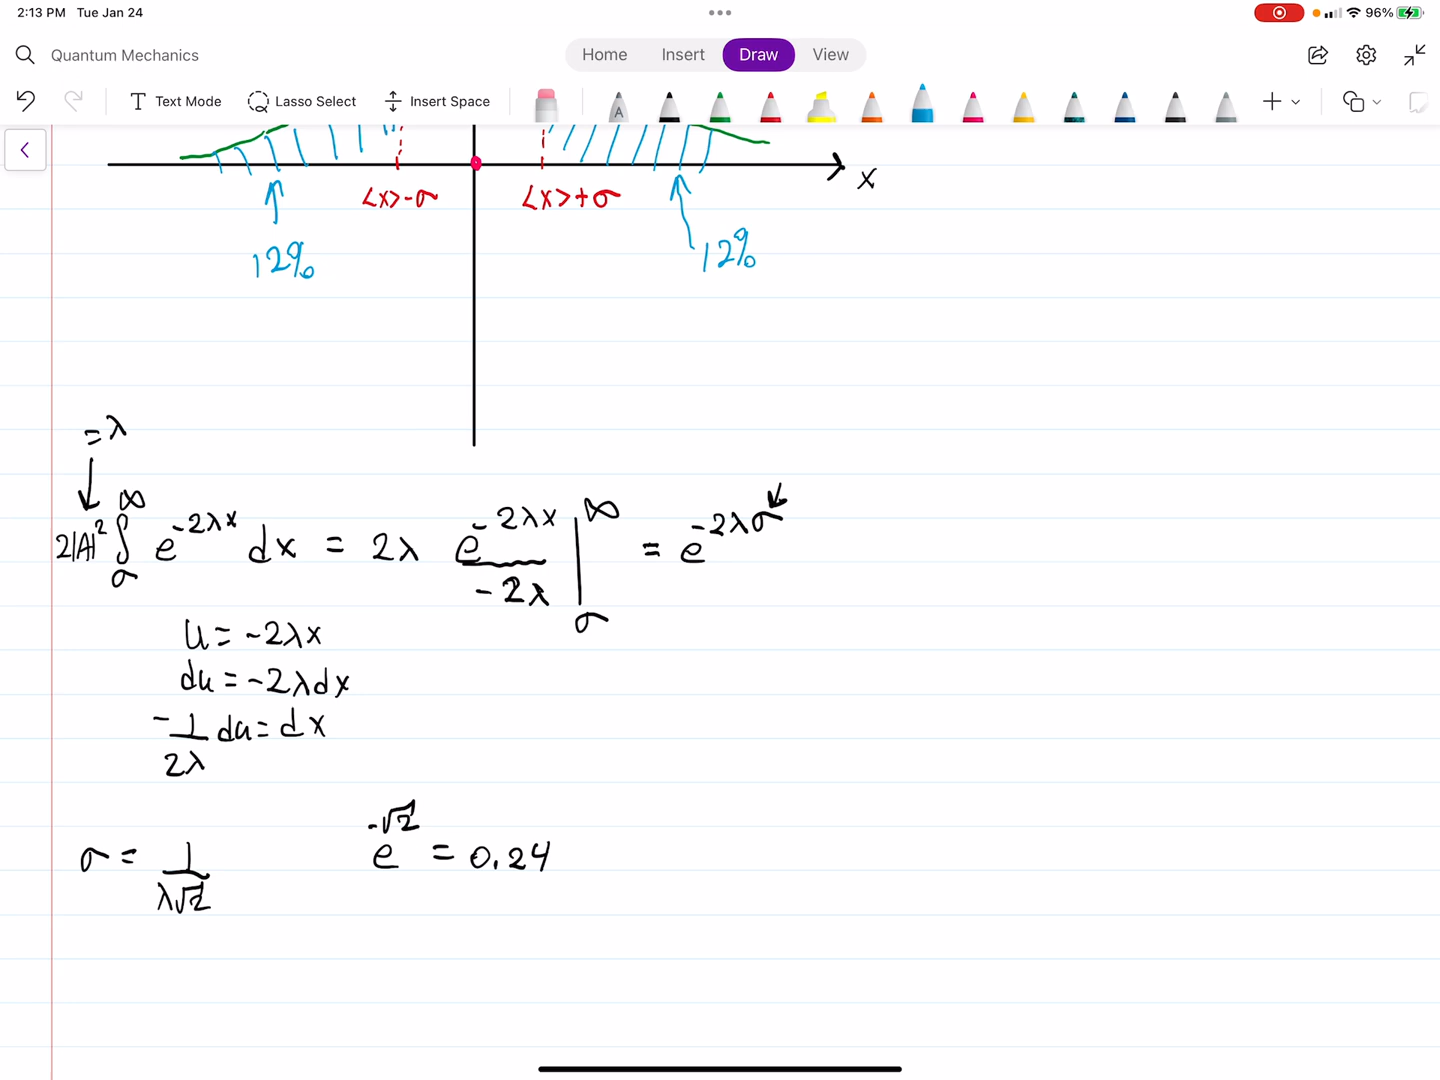 2:13 PM Tue Jan 24
96%
Quantum Mechanics
Home Insert Draw View
Text Mode Lasso Select Insert Space
A
x
<x>-σ <x>+σ
12% 12%
=λ
2|A|² ∫_σ^∞ e^{-2λx} dx = 2λ e^{-2λx}/-2λ |_σ^∞ = e^{-2λσ}
u = -2λx
du = -2λdx
-1/2λ du = dx
σ = 1/λ√2 e^{-√2} = 0.24